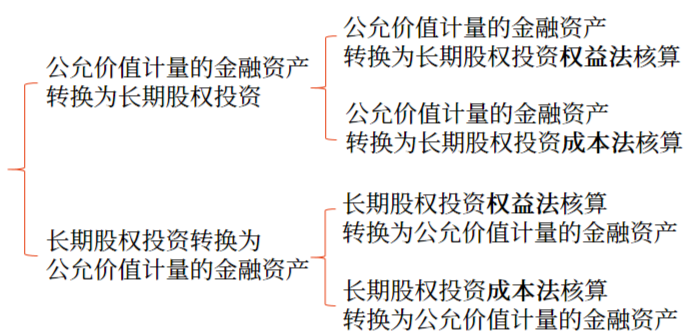 公允价值计量的金融资产
转换为长期股权投资
公允价值计量的金融资产
转换为长期股权投资权益法核算
公允价值计量的金融资产
转换为长期股权投资成本法核算
长期股权投资转换为
公允价值计量的金融资产
长期股权投资权益法核算
转换为公允价值计量的金融资产
长期股权投资成本法核算
转换为公允价值计量的金融资产